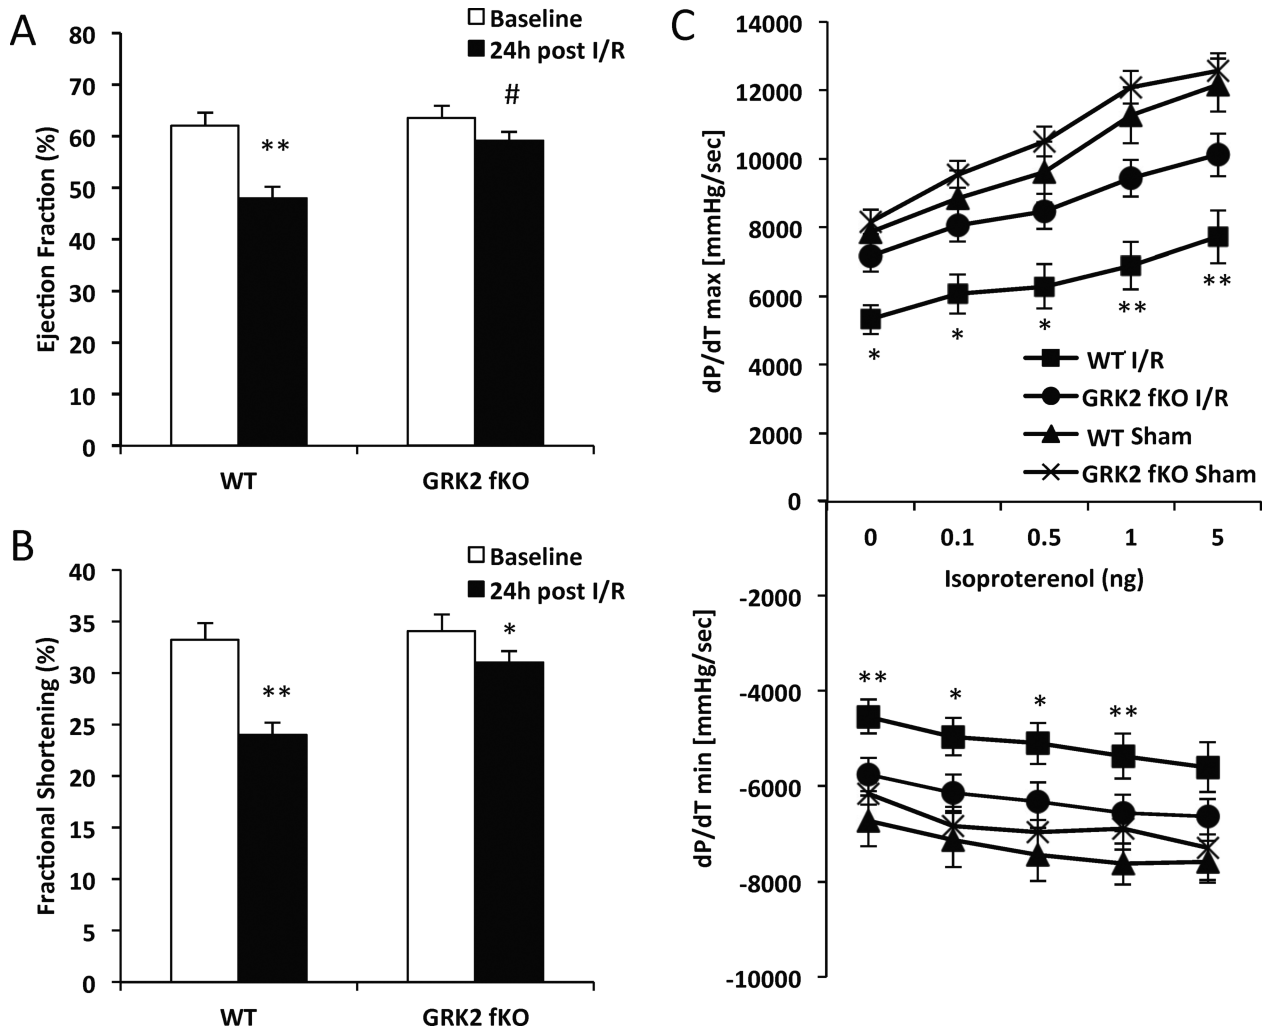 A
Baseline
24h post I/R
80
70
60
50
40
30
20
10
0
Ejection Fraction (%)
**
#
WT
GRK2 fKO
B
Baseline
24h post I/R
40
35
30
25
20
15
10
5
0
Fractional Shortening (%)
**
*
WT
GRK2 fKO
C
14000
12000
10000
8000
6000
4000
2000
0
dP/dT max [mmHg/sec]
*
*
*
**
**
WT I/R
GRK2 fKO I/R
WT Sham
GRK2 fKO Sham
0 0.1 0.5 1 5
Isoproterenol (ng)
-2000
-4000
-6000
-8000
-10000
dP/dT min [mmHg/sec]
**
*
*
**